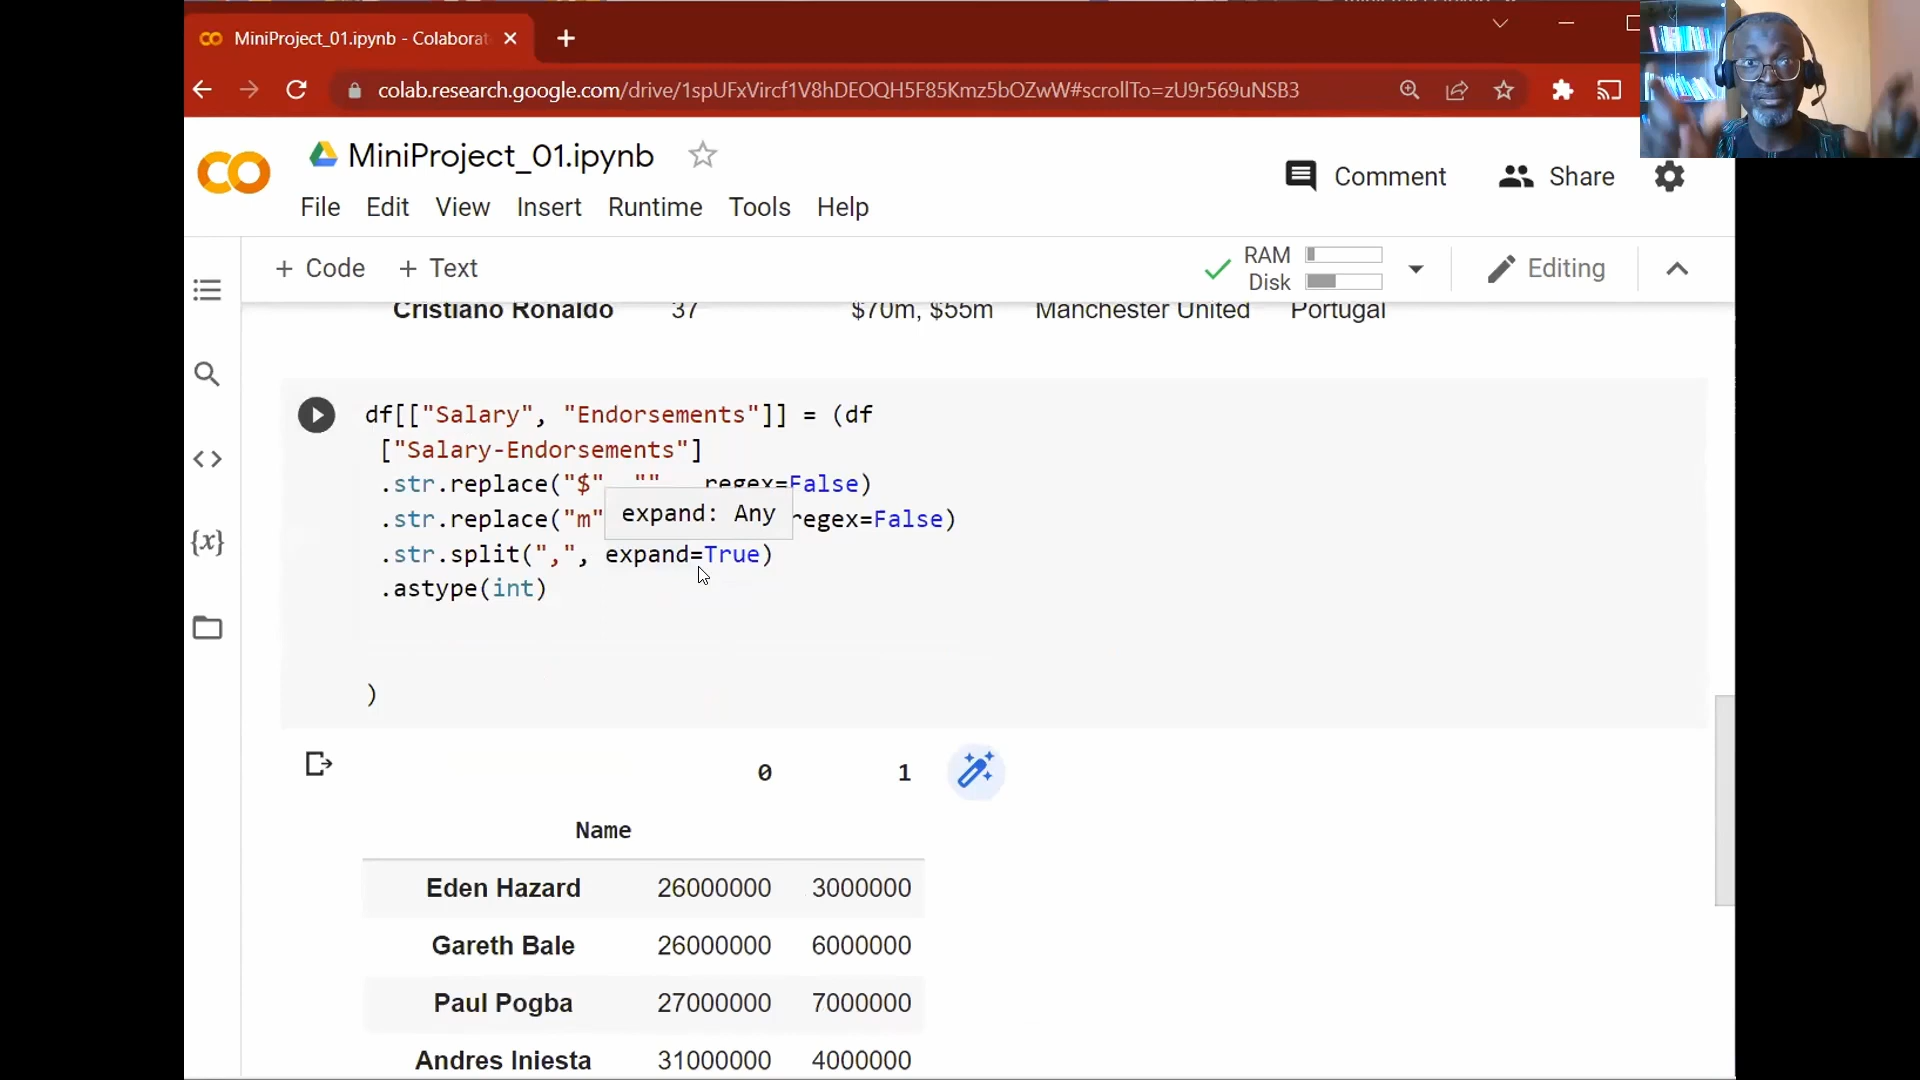 MiniProject_01.ipynb - Colaborat
colab.research.google.com/drive/1spUFxVircf1V8hDEOQH5F85Kmz5bOZwW#scrollTo=zU9r569uNSB3
MiniProject_01.ipynb
Comment
Share
File Edit View Insert Runtime Tools Help
+ Code + Text
RAM
Disk
Editing
Cristiano Ronaldo 37 $70m, $55m Manchester United Portugal
df[["Salary", "Endorsements"]] = (df
["Salary-Endorsements"]
.str.replace("$" "" regex=False)
expand: Any
.str.replace("m" regex=False)
.str.split(",", expand=True)
.astype(int)
)
0 1
Name
Eden Hazard 26000000 3000000
Gareth Bale 26000000 6000000
Paul Pogba 27000000 7000000
Andres Iniesta 31000000 4000000